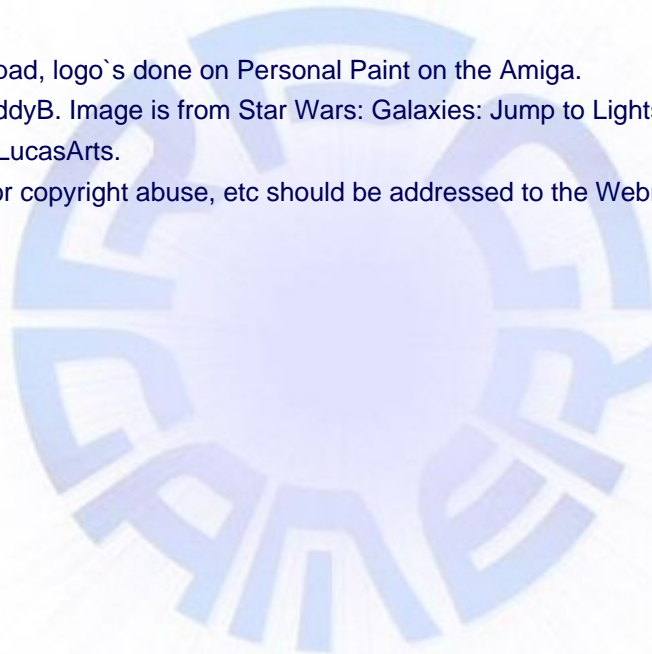 oad, logo`s done on Personal Paint on the Amiga.
ddyB. Image is from Star Wars: Galaxies: Jump to Lights
LucasArts.
or copyright abuse, etc should be addressed to the Web